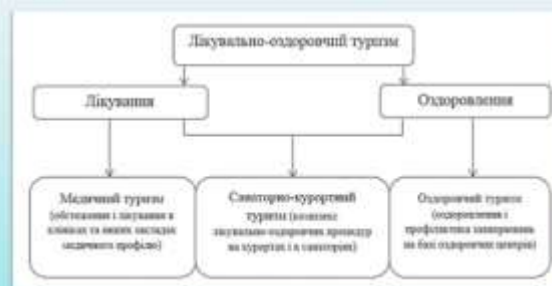 Лікувально-оздоровчий туризм
Лікування
Оздоровлення
Медичний туризм
(обстеження і лікування в
клініках та інших закладах
медичного профілю)
Санаторно-курортний
туризм (комплекс
лікувально-оздоровчих процедур
на курортах і в санаторіях)
Оздоровчий туризм
(оздоровлення і
профілактика захворювань
на базі оздоровчих центрів)